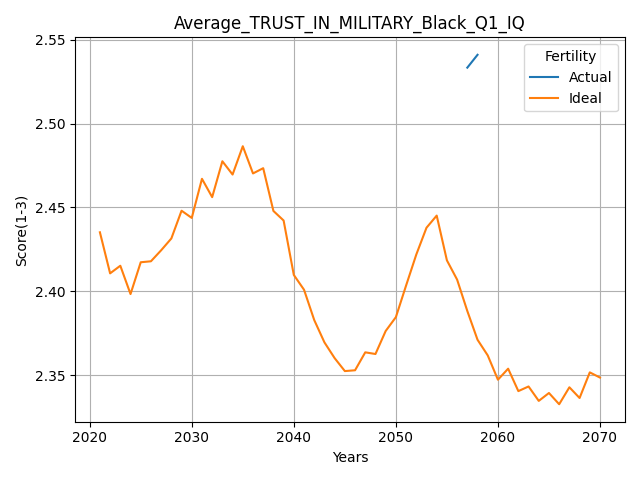 Average_TRUST_IN_MILITARY_Black_Q1_IQ
2.55
2.50
2.45
2.40
2.35
Score(1-3)
Fertility
Actual
Ideal
2020 2030 2040 2050 2060 2070
Years